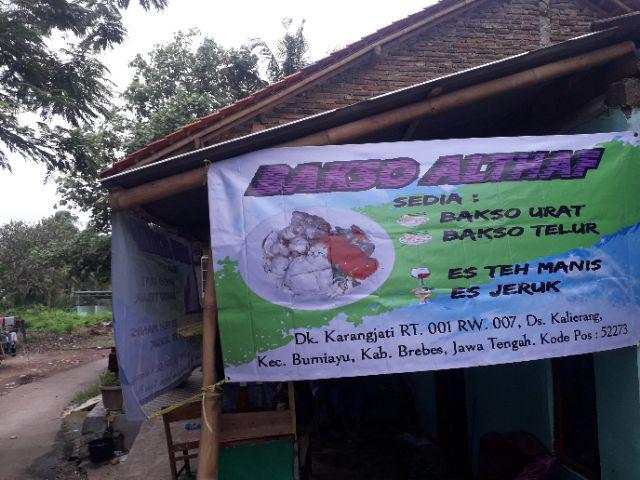 BAKSO ALTHAF
SEDIA :
BAKSO URAT
BAKSO TELUR
ES TEH MANIS
ES JERUK
Dk. Karangjati RT. 001 RW. 007, Ds. Kalierang,
Kec. Bumiayu, Kab. Brebes, Jawa Tengah. Kode Pos : 52273